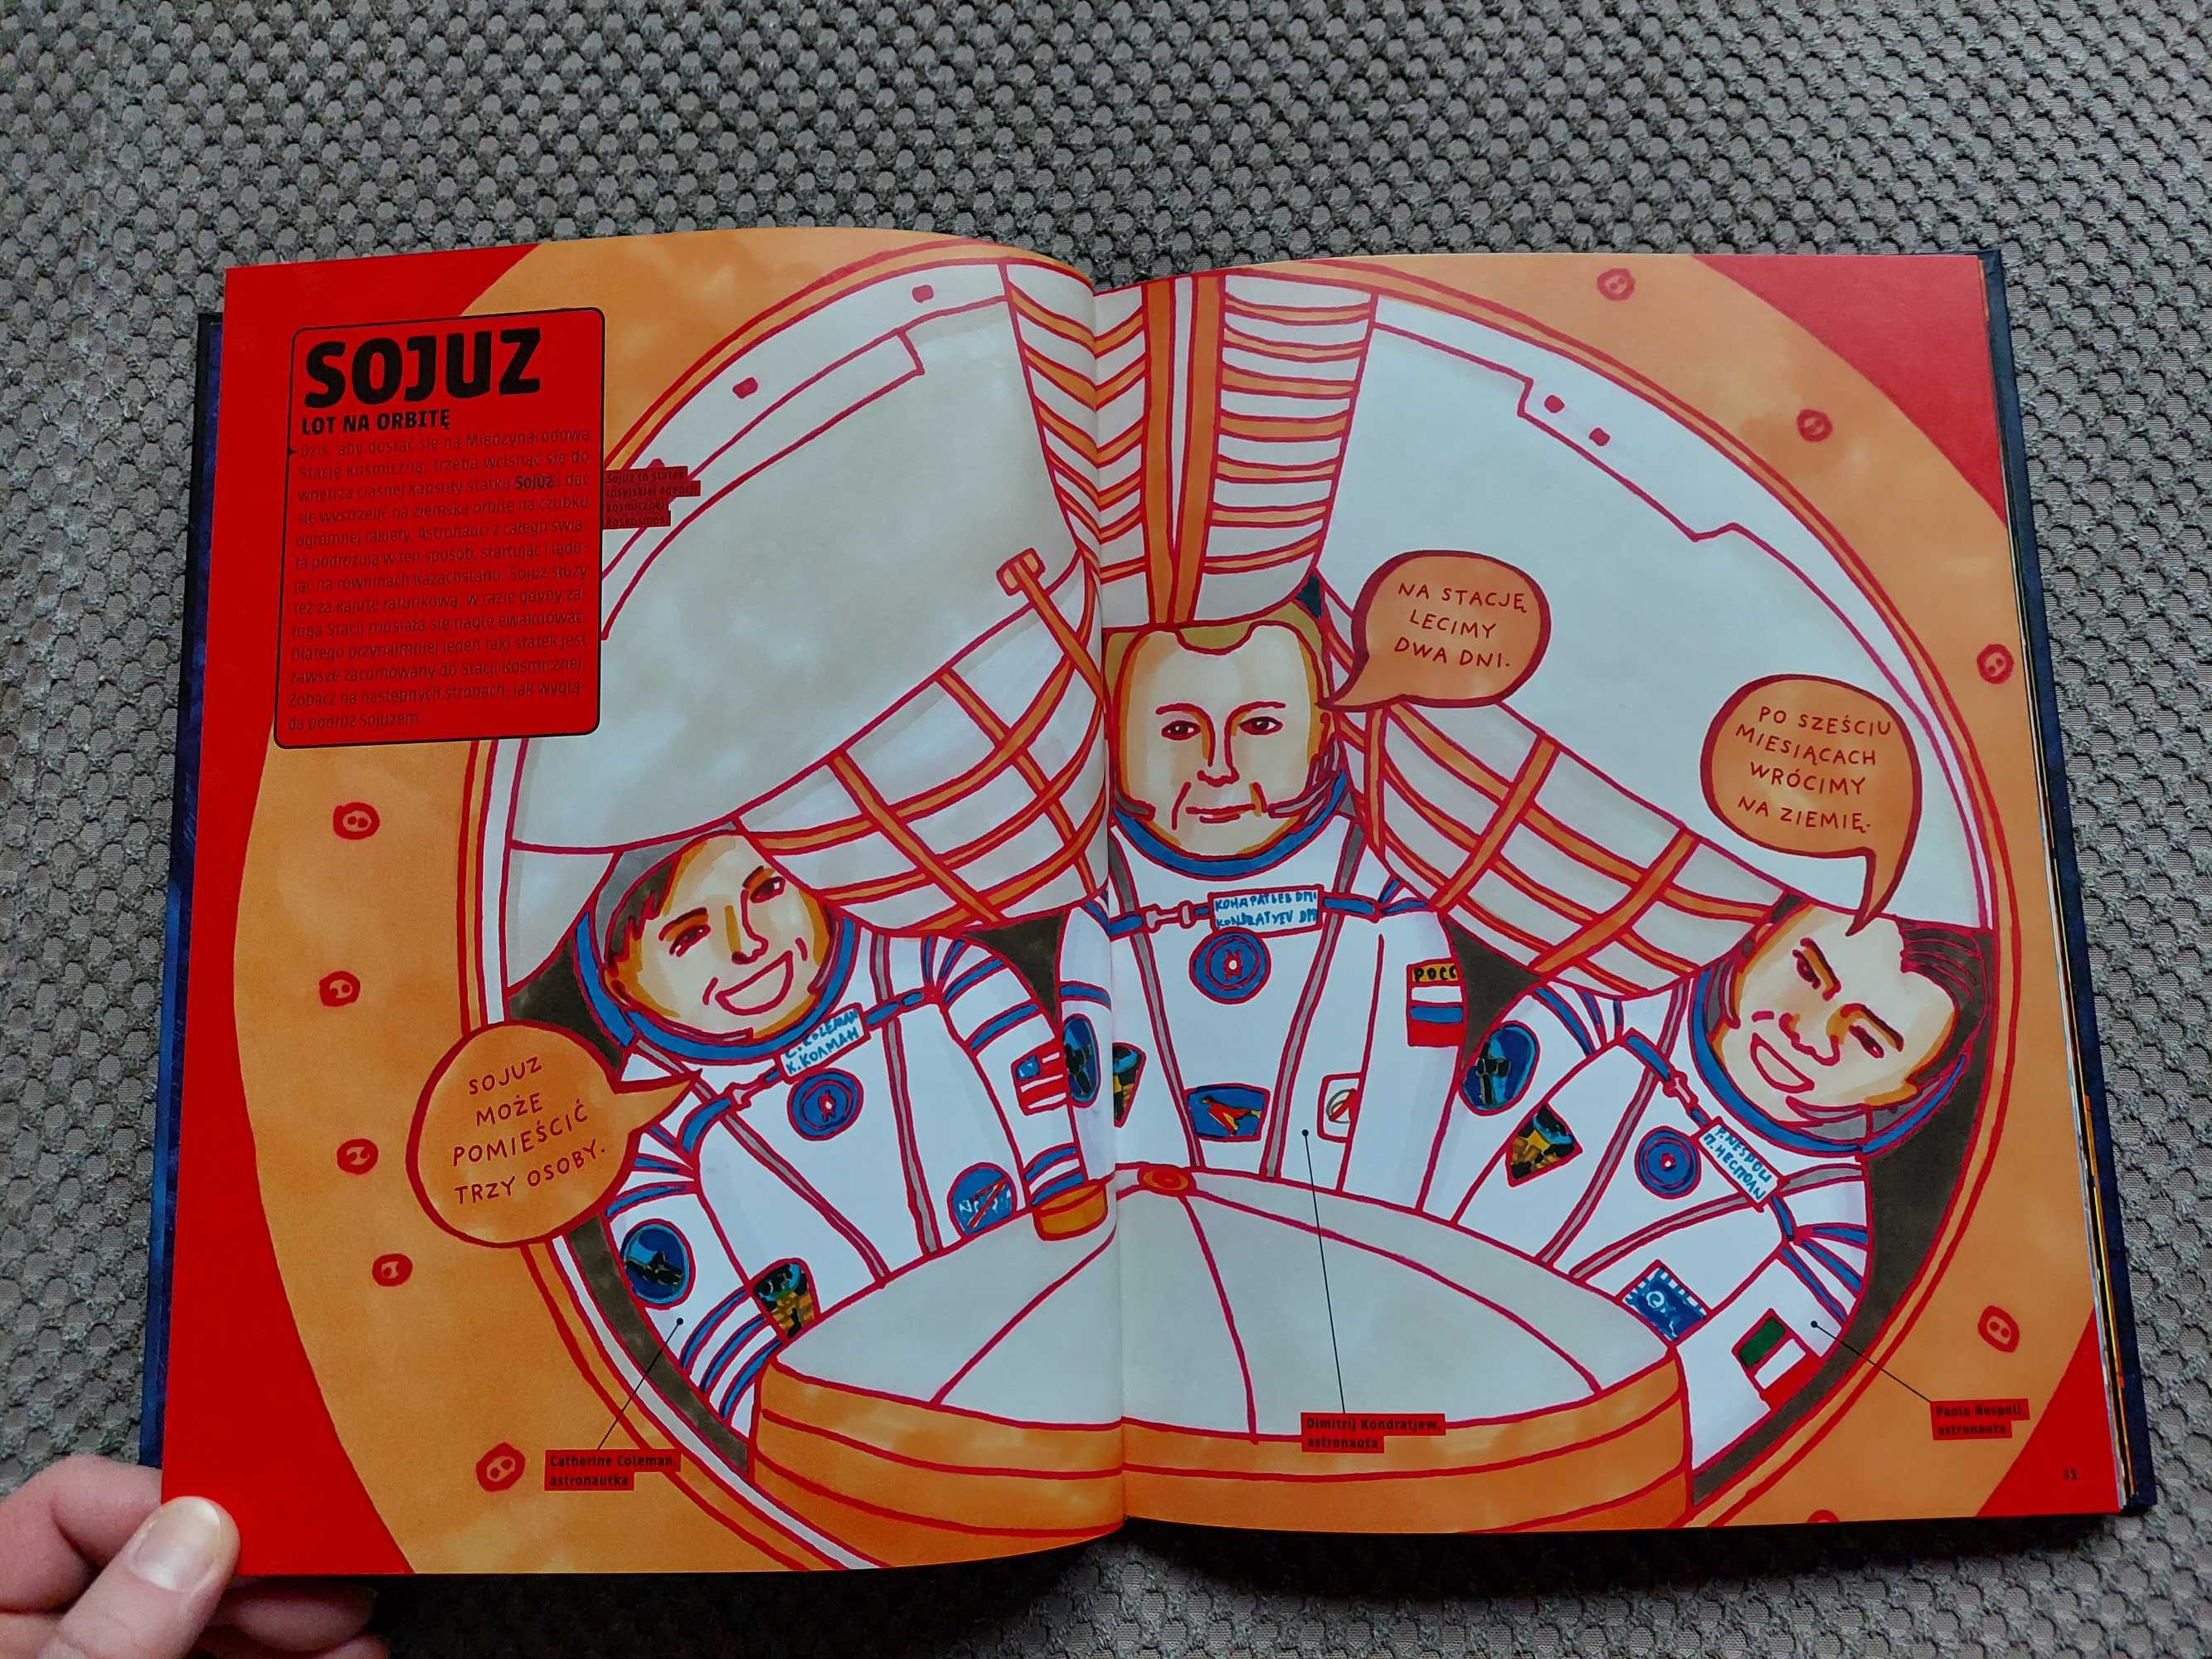 SOJUZ
LOT NA ORBITĘ
Dziś, aby dostać się na Międzynarodową
Stację Kosmiczną, trzeba wcisnąć się do
wnętrza ciasnej kapsuły statku Sojuz i dać
się wystrzelić na ziemską orbitę na czubku
ogromnej rakiety. Astronauci z całego świa-
ta podróżują w ten sposób, startując i lądu-
jąc na równinach Kazachstanu. Sojuz służy
też za kajutę ratunkową, w razie gdyby za-
łoga Stacji musiała się nagle ewakuować.
Dlatego przynajmniej jeden taki statek jest
zawsze zacumowany do Stacji Kosmicznej.
Zobacz na następnych stronach, jak wyglą-
da podróż Sojuzem.
Sojuz to statek
rosyjskiej agencji
kosmicznej
Roskosmos.
NA STACJĘ
LECIMY
DWA DNI.
PO SZEŚCIU
MIESIĄCACH
WRÓCIMY
NA ZIEMIĘ.
КОНДРАТЬЕВ DM
KONDRATYEV DM
РОСС
C. COLEMAN
К. КОЛМАН
SOJUZ
MOŻE
POMIEŚCIĆ
TRZY OSOBY.
P. NESPOLI
Catherine Coleman,
astronautka
Dimitrij Kondratjew,
astronauta
Paolo Nespoli,
astronauta
33